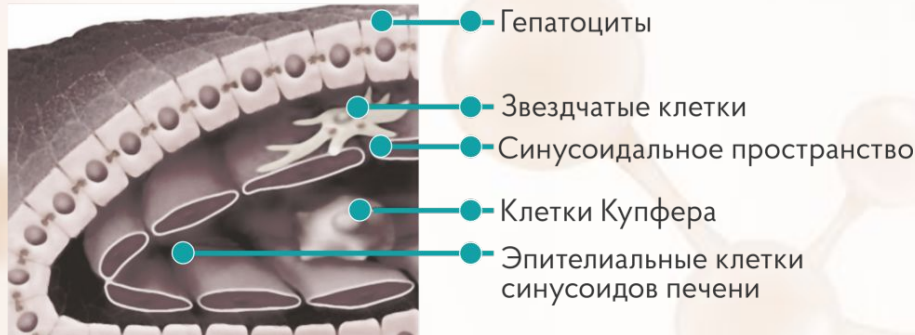 Гепатоциты
Звездчатые клетки
Синусоидальное пространство
Клетки Купфера
Эпителиальные клетки
синусоидов печени